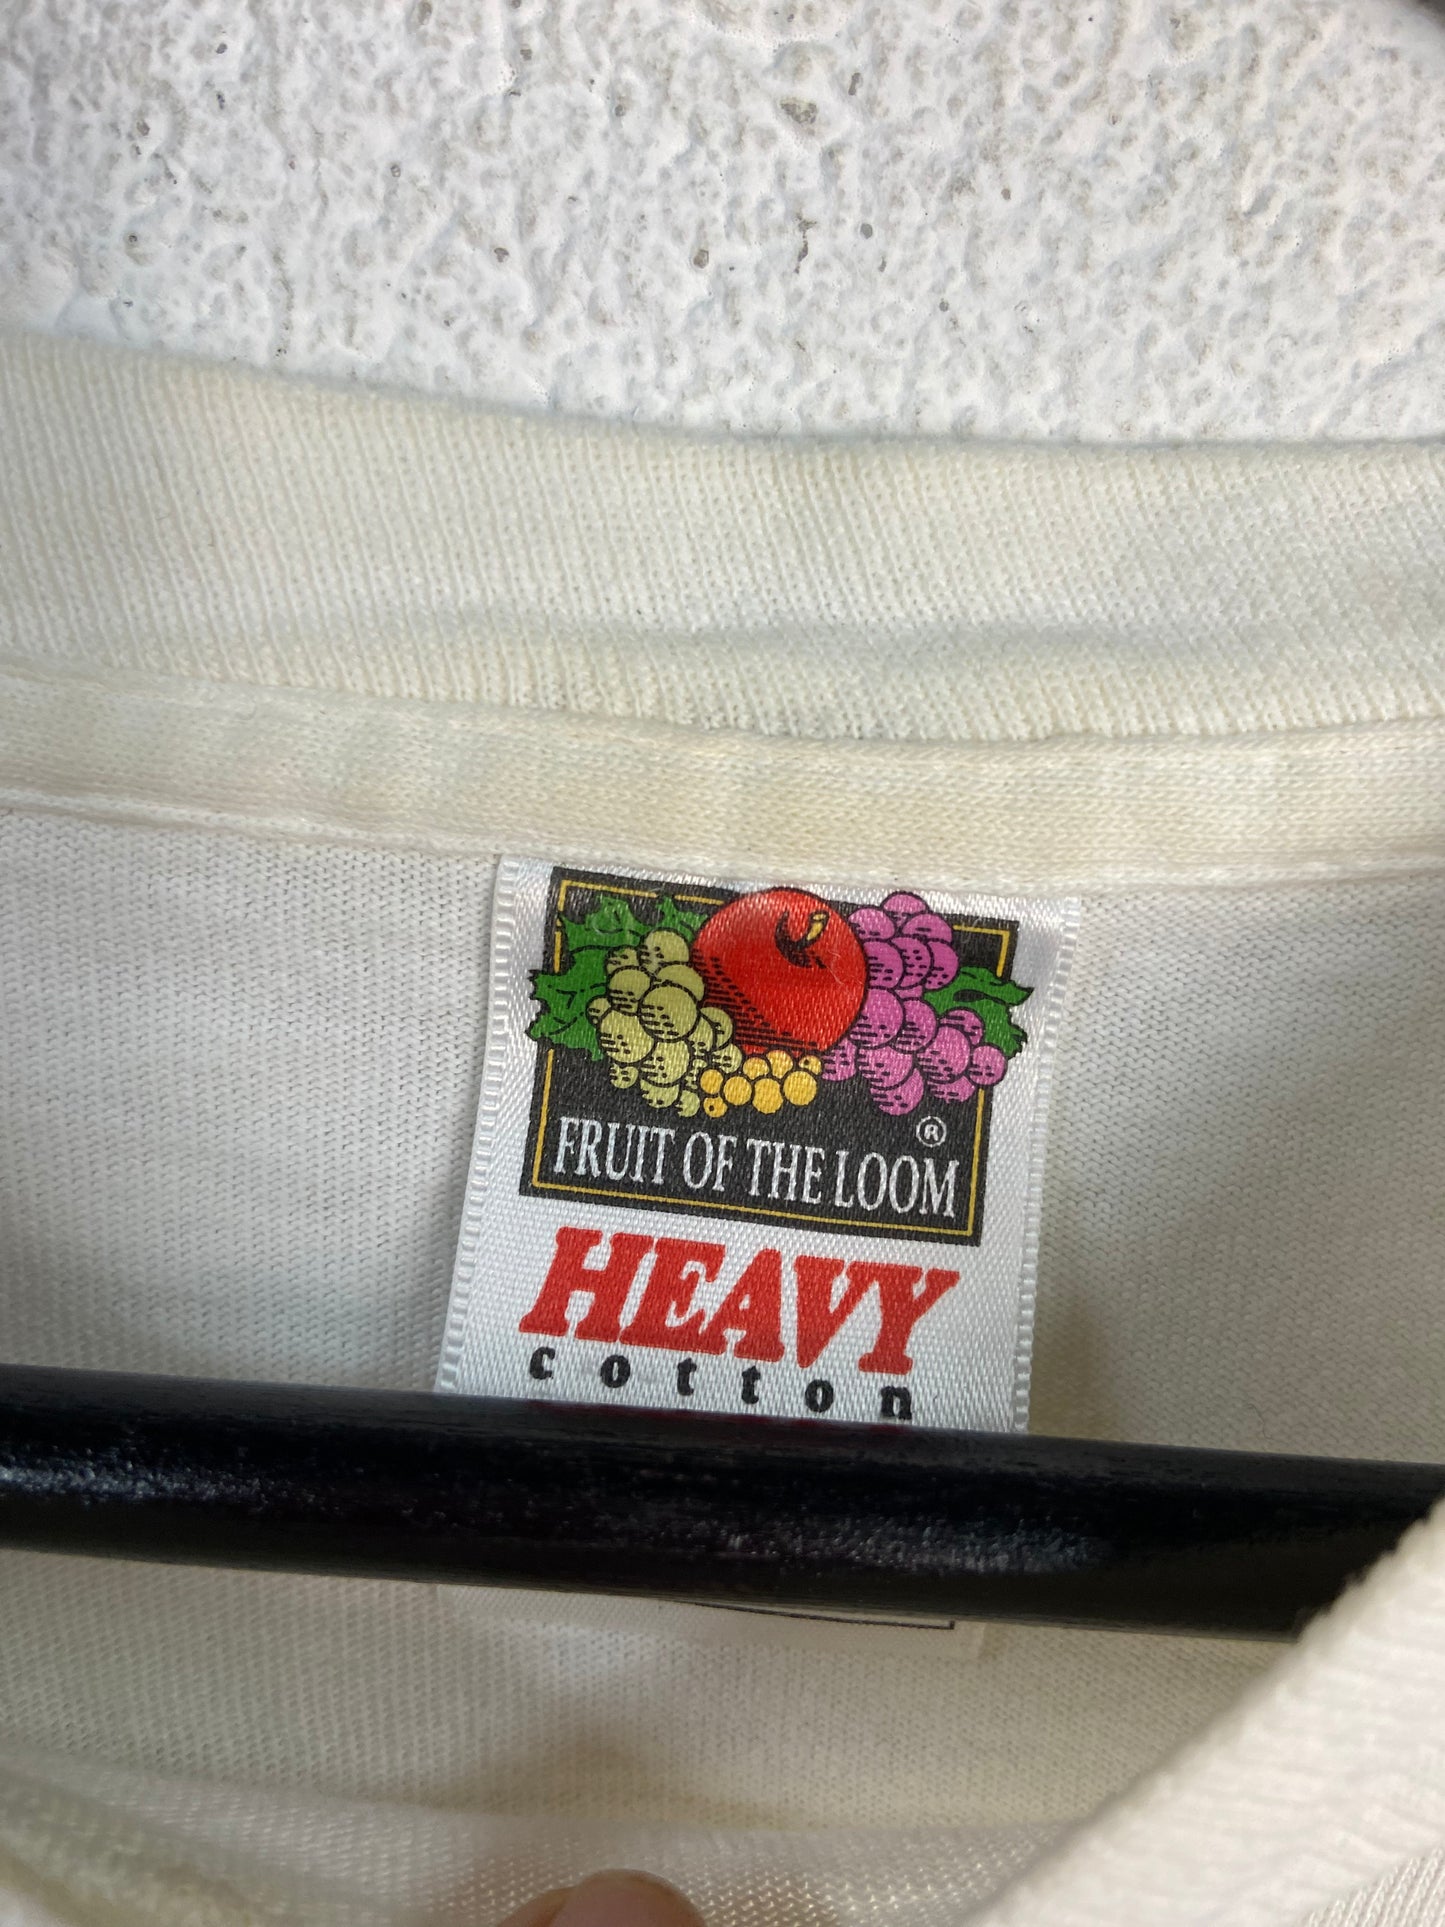 ®
FRUIT OF THE LOOM
HEAVY
cotton